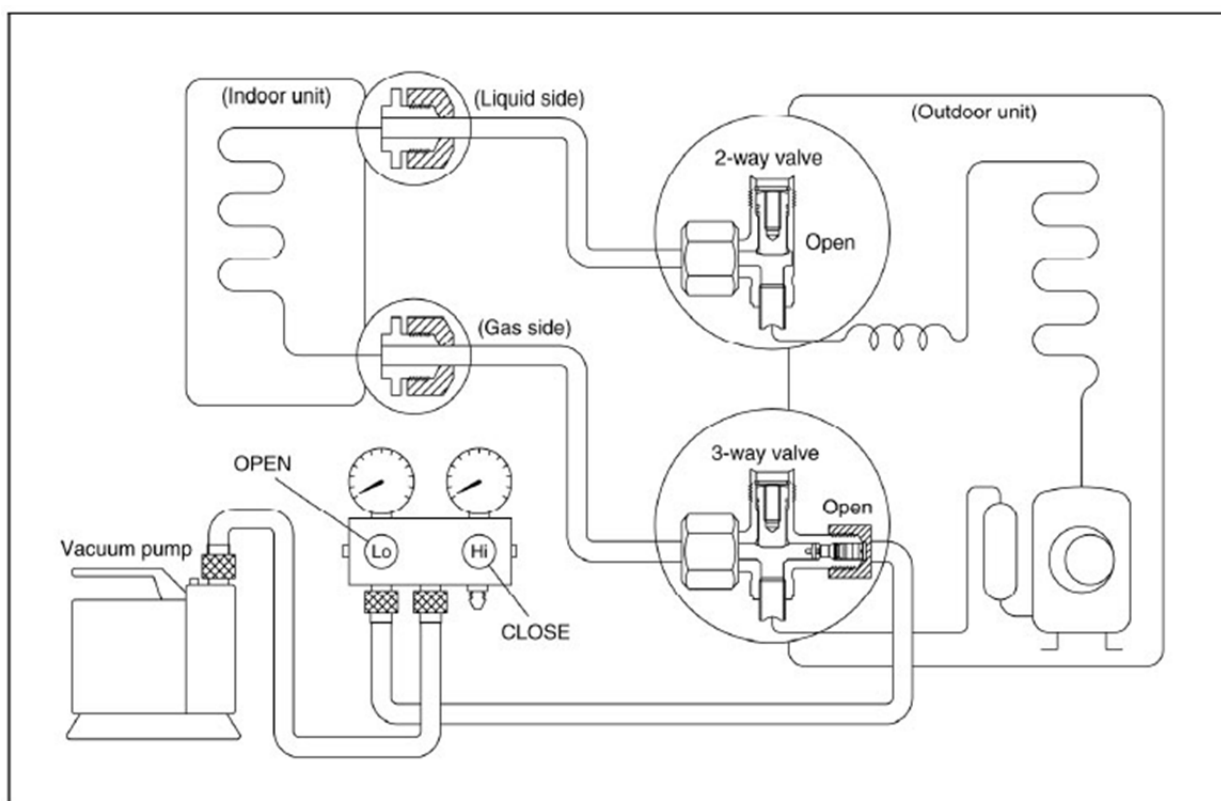 (Indoor unit)
(Liquid side)
(Outdoor unit)
2-way valve
Open
(Gas side)
3-way valve
Open
OPEN
Lo
Hi
Vacuum pump
CLOSE